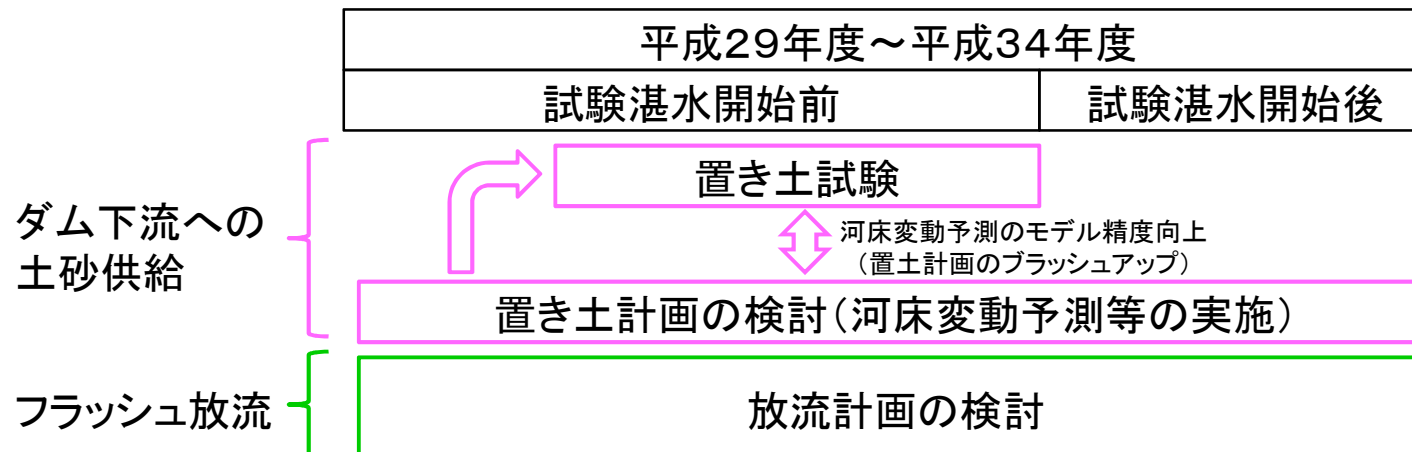 平成29年度～平成34年度
試験湛水開始前
試験湛水開始後
ダム下流への
土砂供給
置き土試験
河床変動予測のモデル精度向上
（置土計画のブラッシュアップ）
置き土計画の検討（河床変動予測等の実施）
フラッシュ放流
放流計画の検討